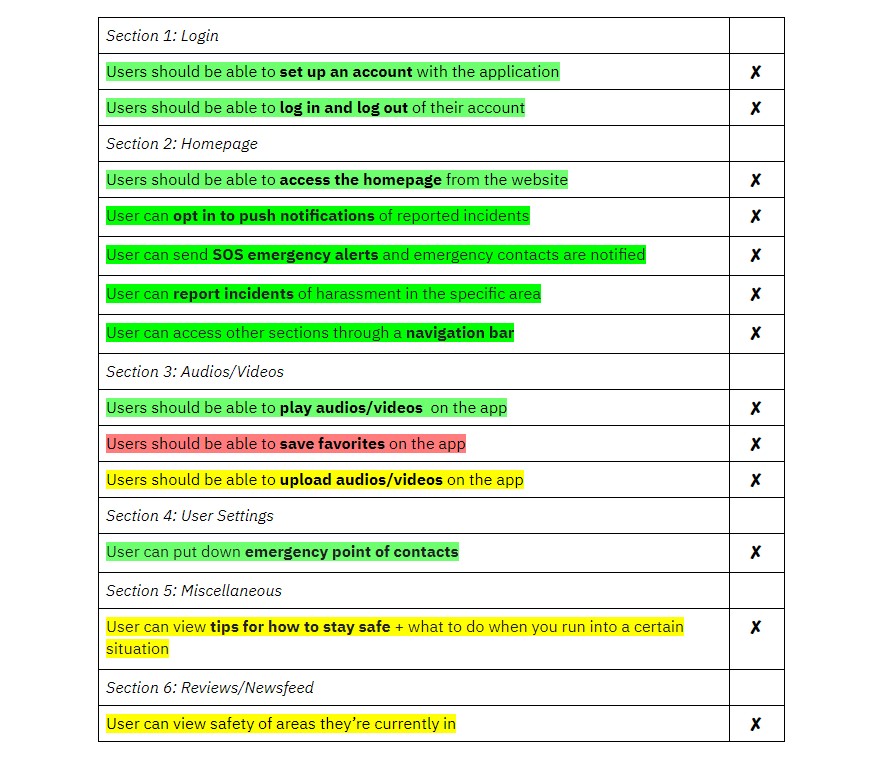 Section 1: Login
Users should be able to set up an account with the application ✗
Users should be able to log in and log out of their account ✗
Section 2: Homepage
Users should be able to access the homepage from the website ✗
User can opt in to push notifications of reported incidents ✗
User can send SOS emergency alerts and emergency contacts are notified ✗
User can report incidents of harassment in the specific area ✗
User can access other sections through a navigation bar ✗
Section 3: Audios/Videos
Users should be able to play audios/videos on the app ✗
Users should be able to save favorites on the app ✗
Users should be able to upload audios/videos on the app ✗
Section 4: User Settings
User can put down emergency point of contacts ✗
Section 5: Miscellaneous
User can view tips for how to stay safe + what to do when you run into a certain ✗
situation
Section 6: Reviews/Newsfeed
User can view safety of areas they’re currently in ✗